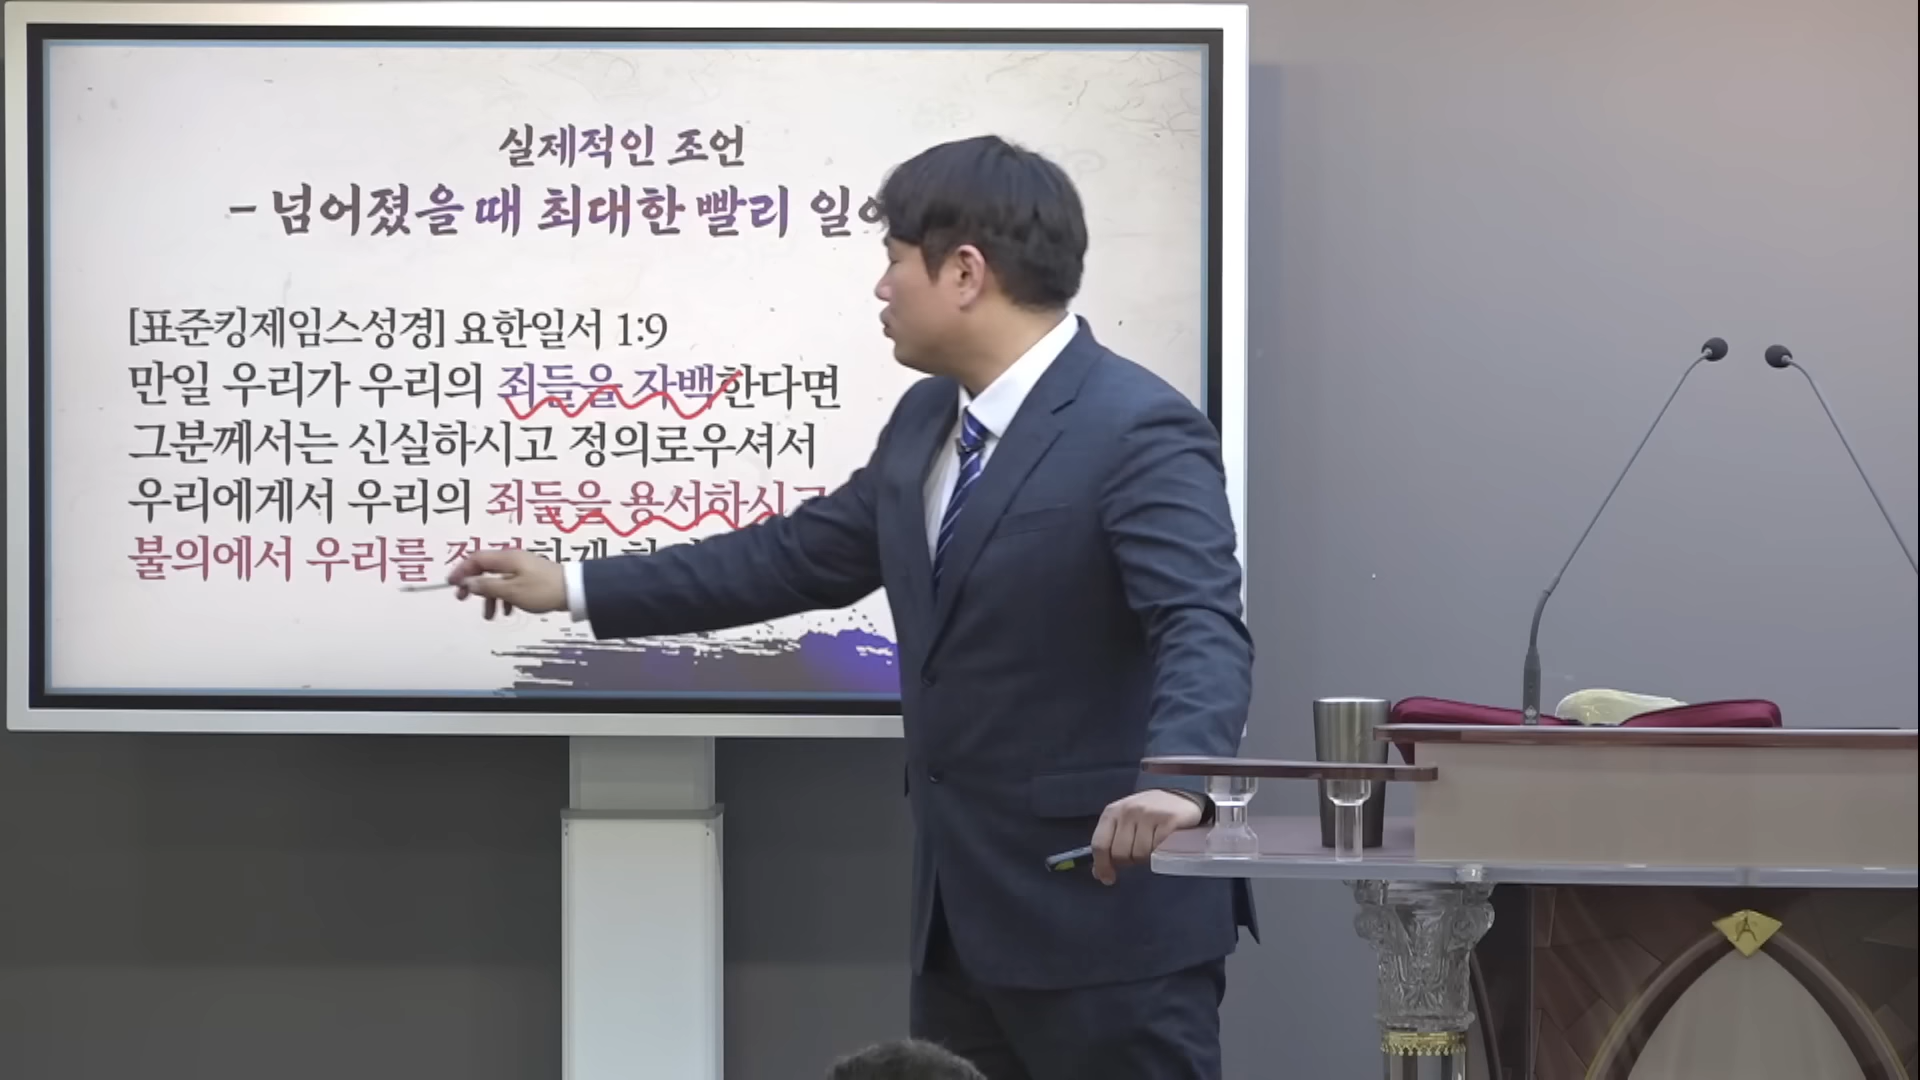 실제적인 조언
- 넘어졌을 때 최대한 빨리
[표준킹제임스성경] 요한일서 1:9
만일 우리가 우리의 죄들을 자백한다면
그분께서는 신실하시고 정의로우셔서
우리에게서 우리의 죄들을 용서하시고
불의에서 우리를